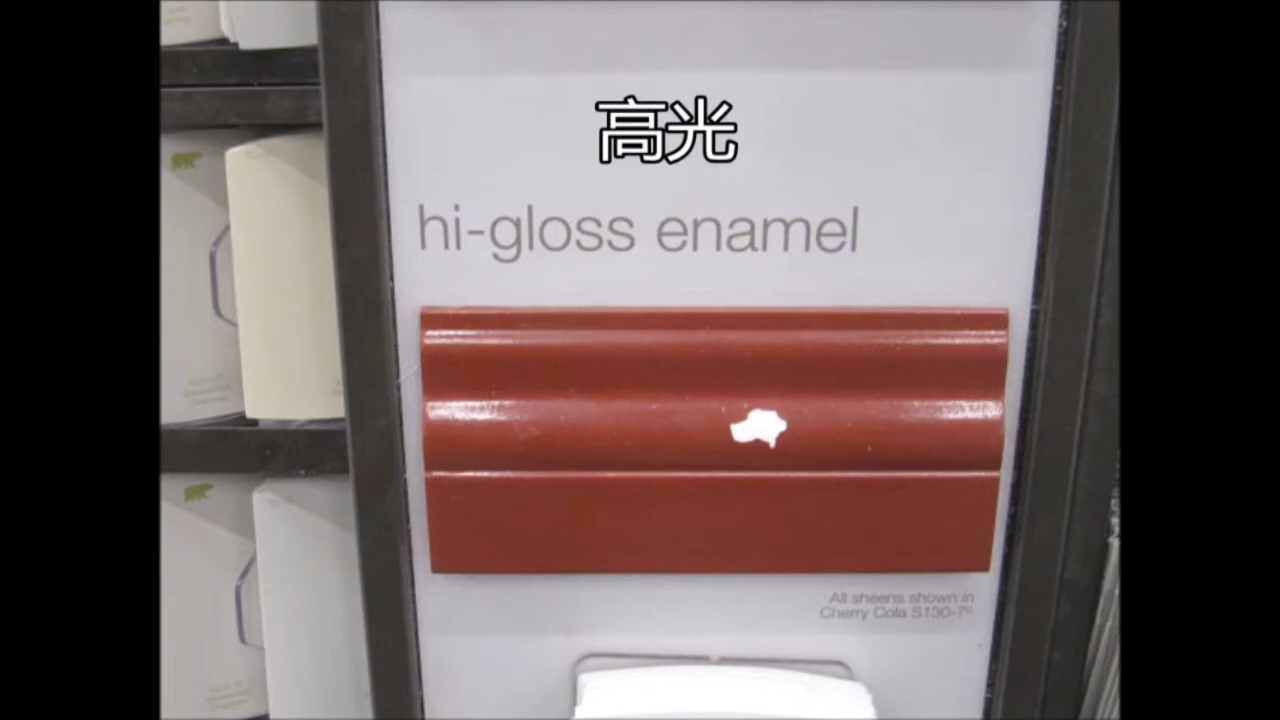 高光
hi-gloss enamel
All sheens shown in
Cherry Cola S130-7